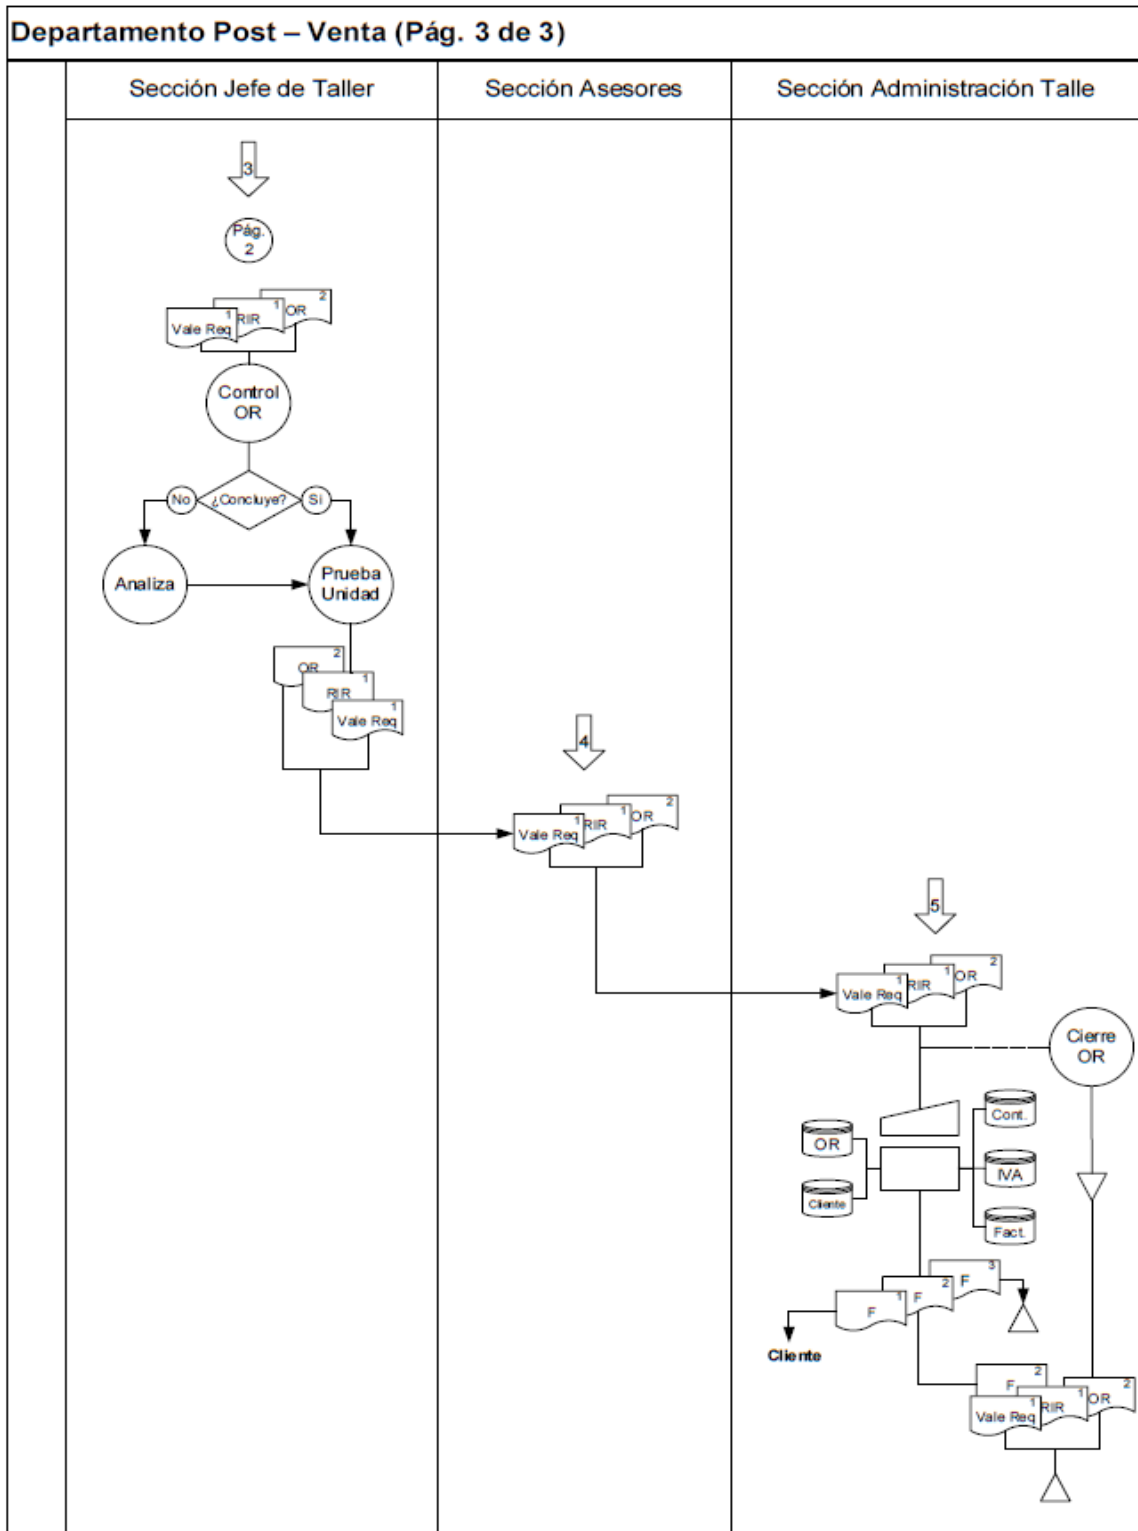 Departamento Post – Venta (Pág. 3 de 3)
Sección Jefe de Taller
Sección Asesores
Sección Administración Talle
3
Pág.
2
2
OR
1
RIR
1
Vale Req
Control
OR
No
¿Concluye?
Si
Analiza
Prueba
Unidad
2
OR
1
RIR
1
Vale Req
4
2
OR
1
RIR
1
Vale Req
5
2
OR
1
RIR
1
Vale Req
Cierre
OR
Cont.
OR
IVA
Cliente
Fact.
3
F
2
F
1
F
Cliente
2
F
2
OR
1
RIR
1
Vale Req